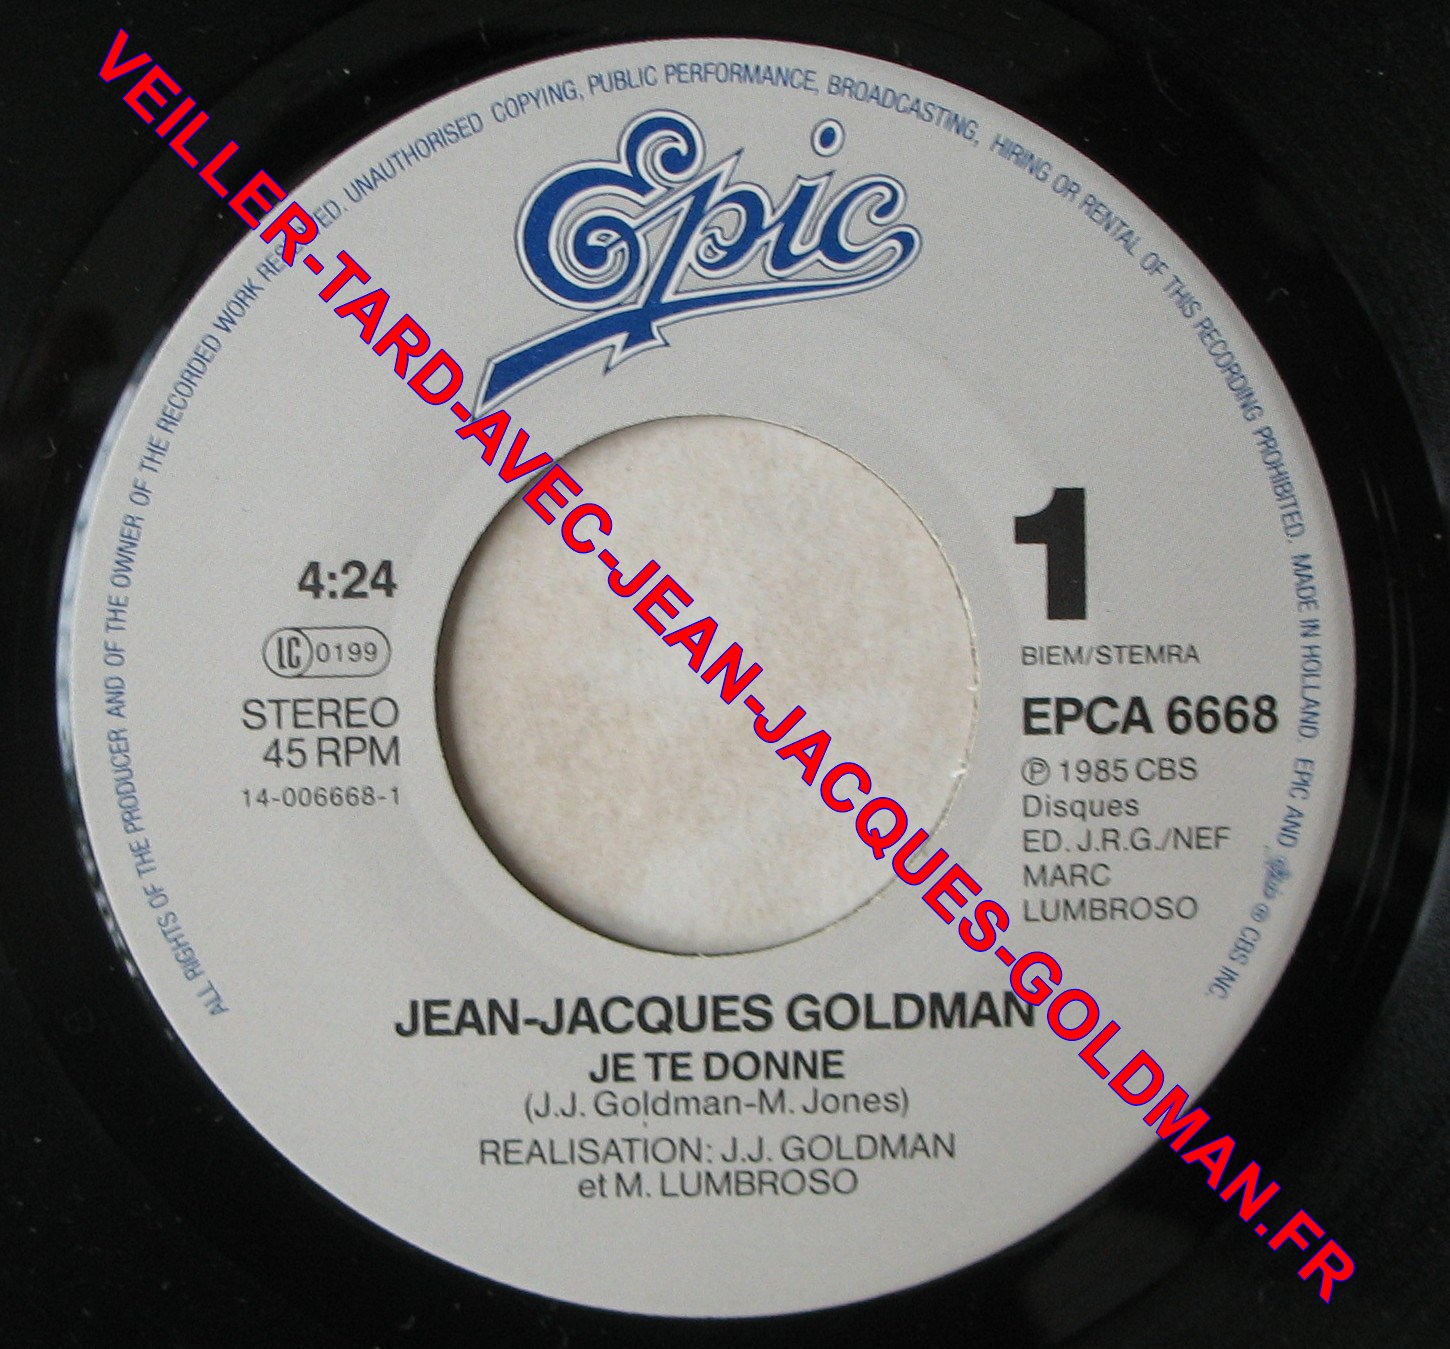 ALL RIGHTS OF THE PRODUCER AND OF THE OWNER OF THE RECORDED WORK RESERVED. UNAUTHORISED COPYING, PUBLIC PERFORMANCE, BROADCASTING, HIRING OR RENTAL OF THIS RECORDING PROHIBITED. MADE IN HOLLAND. EPIC AND Epic ® CBS INC.
Epic
VEILLER-TARD-AVEC-JEAN-JACQUES-GOLDMAN.FR
4:24
LC 0199
STEREO
45 RPM
14-006668-1
1
BIEM/STEMRA
EPCA 6668
℗ 1985 CBS
Disques
ED. J.R.G./NEF
MARC
LUMBROSO
JEAN-JACQUES GOLDMAN
JE TE DONNE
(J.J. Goldman-M. Jones)
REALISATION: J.J. GOLDMAN
et M. LUMBROSO